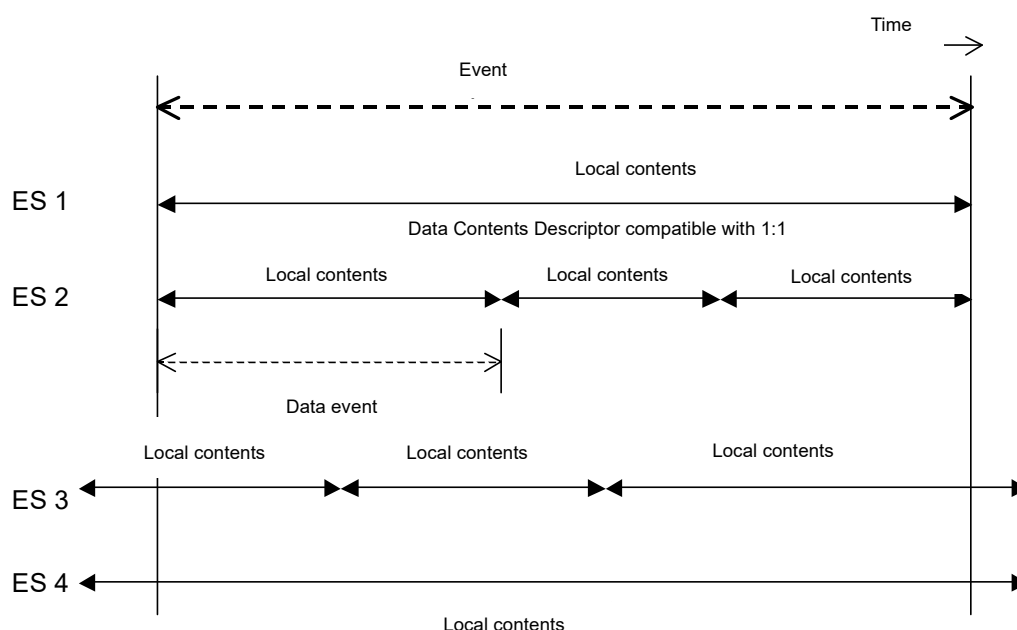 Time
Event
Local contents
ES 1
Data Contents Descriptor compatible with 1:1
Local contents
Local contents
Local contents
ES 2
Data event
Local contents
Local contents
Local contents
ES 3
ES 4
Local contents